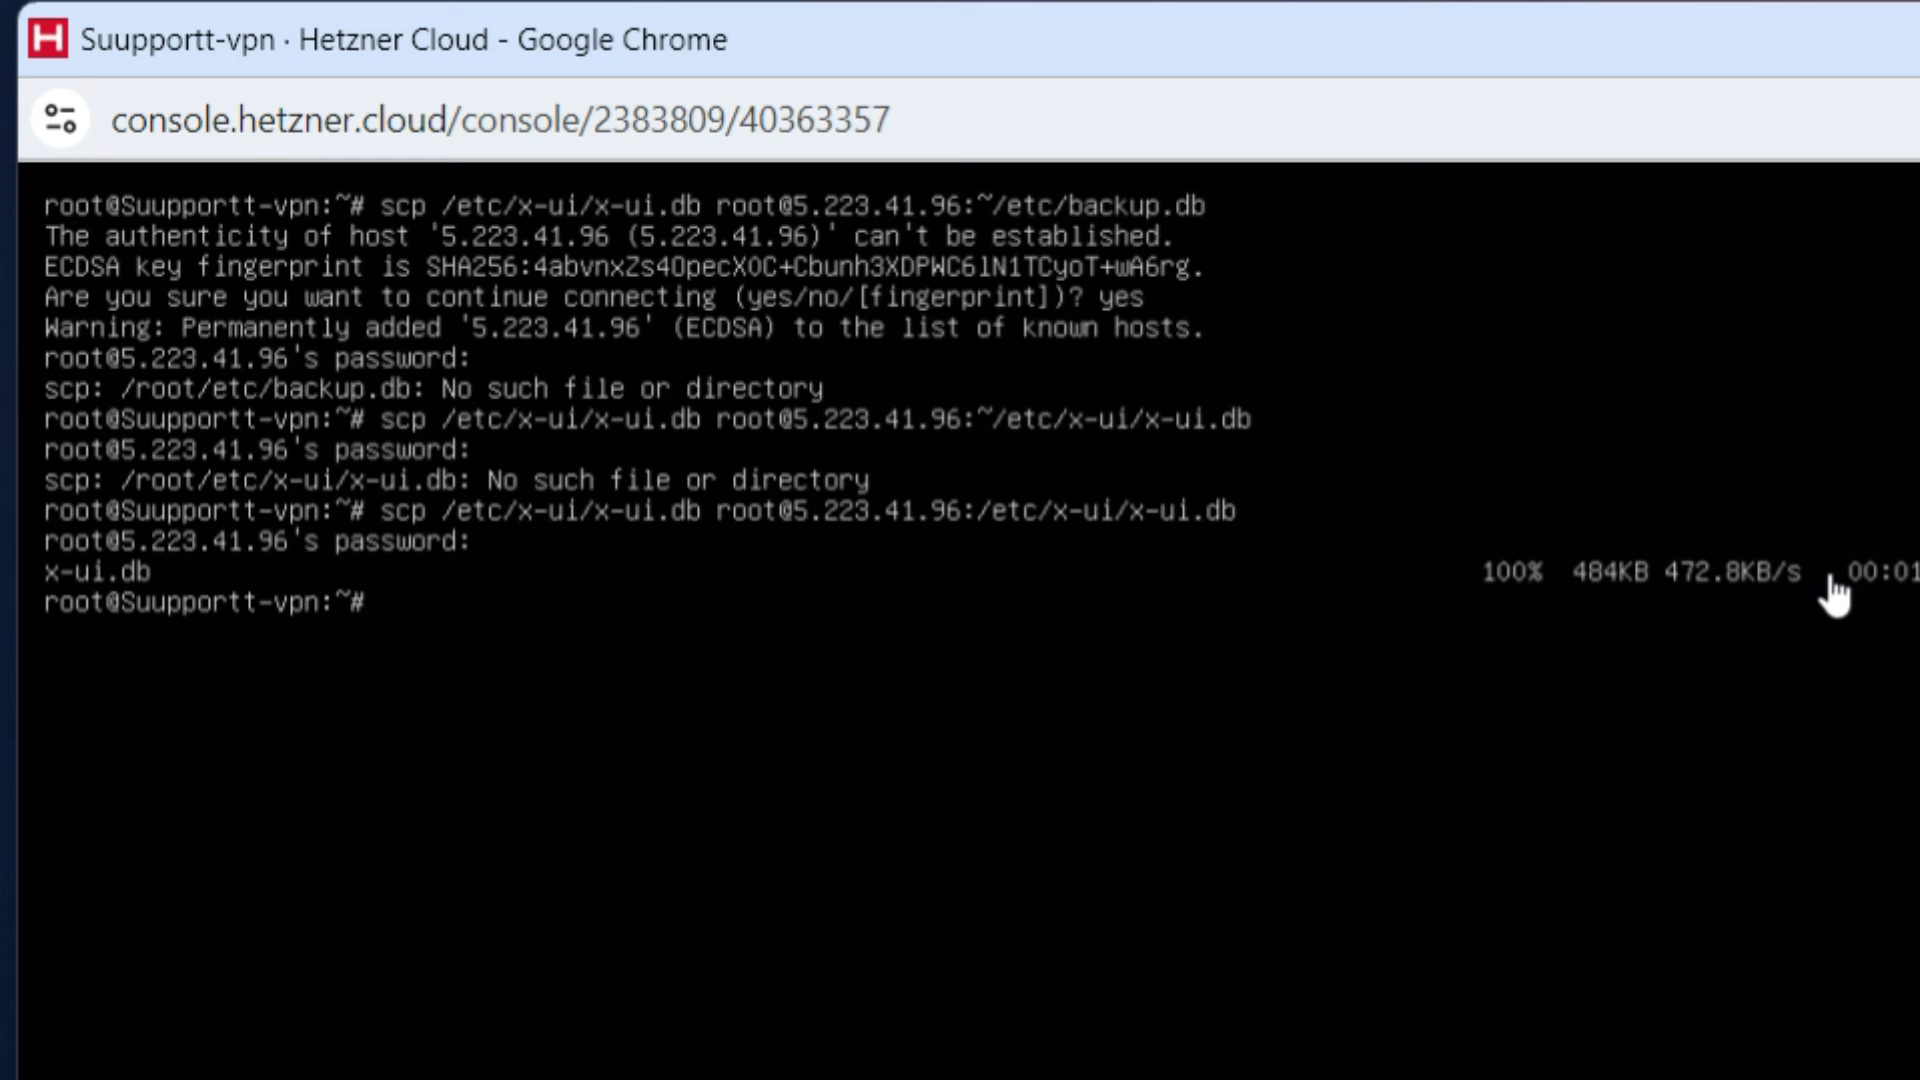 Suupportt-vpn · Hetzner Cloud - Google Chrome
console.hetzner.cloud/console/2383809/40363357
root@Suupportt-vpn:~# scp /etc/x-ui/x-ui.db root@5.223.41.96:~/etc/backup.db
The authenticity of host '5.223.41.96 (5.223.41.96)' can't be established.
ECDSA key fingerprint is SHA256:4abvnxZs4OpecXOC+Cbunh3XDPWC6lN1TCyoT+wA6rg.
Are you sure you want to continue connecting (yes/no/[fingerprint])? yes
Warning: Permanently added '5.223.41.96' (ECDSA) to the list of known hosts.
root@5.223.41.96's password:
scp: /root/etc/backup.db: No such file or directory
root@Suupportt-vpn:~# scp /etc/x-ui/x-ui.db root@5.223.41.96:~/etc/x-ui/x-ui.db
root@5.223.41.96's password:
scp: /root/etc/x-ui/x-ui.db: No such file or directory
root@Suupportt-vpn:~# scp /etc/x-ui/x-ui.db root@5.223.41.96:/etc/x-ui/x-ui.db
root@5.223.41.96's password:
x-ui.db 100% 484KB 472.8KB/s 00:01
root@Suupportt-vpn:~#